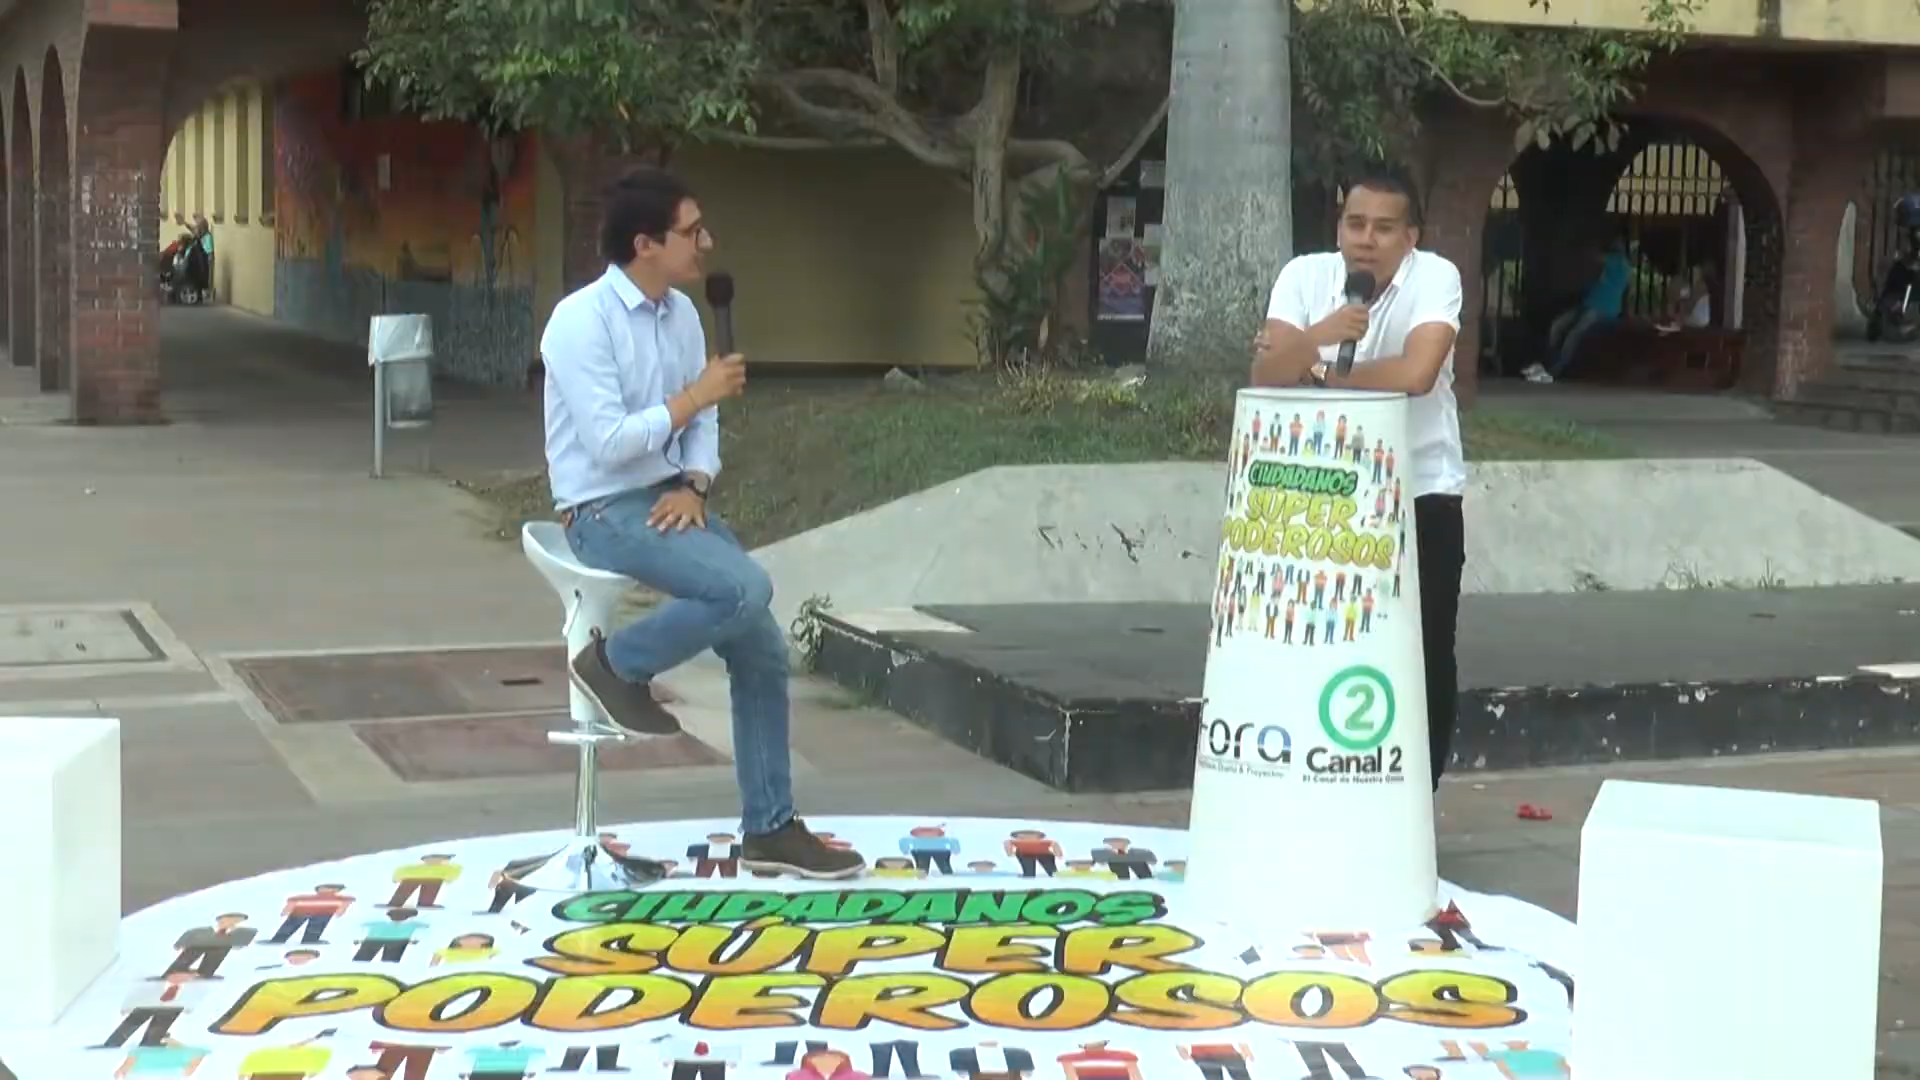 CIUDADANOS
SÚPER
PODEROSOS
fora
2
Canal 2
El Canal de Nuestra Gente
CIUDADANOS
SÚPER
PODEROSOS